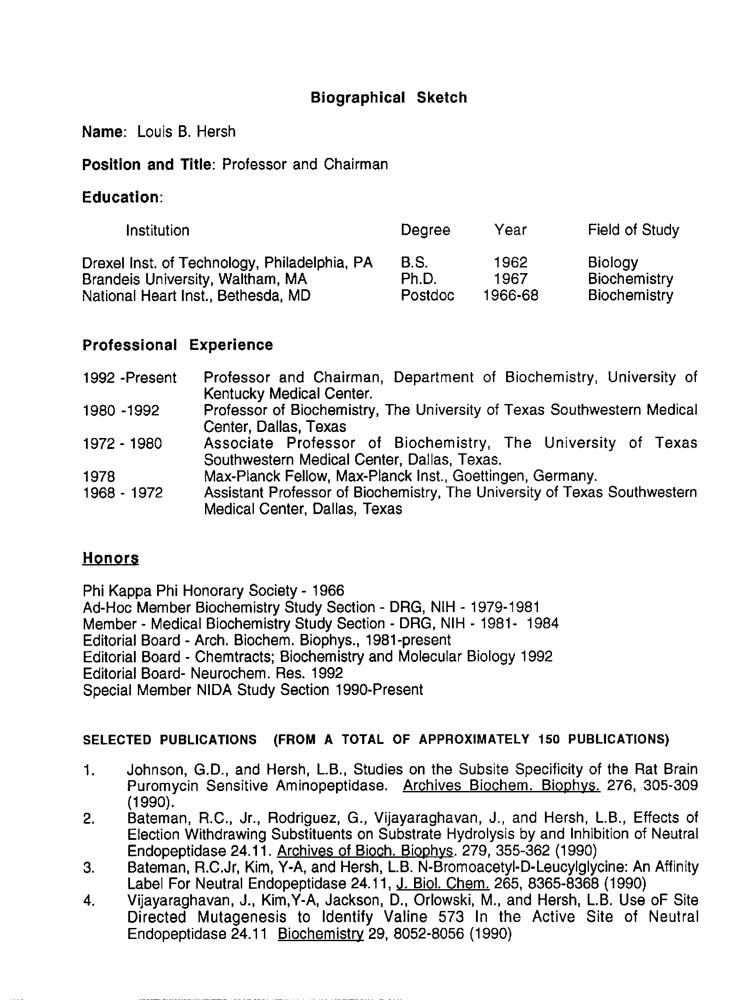 Biographical Sketch
Name: Louis B. Hersh
Position and Title: Professor and Chairman
Education:
Institution Degree Year Field of Study
Drexel Inst. of Technology, Philadelphia, PA B.S. 1962 Biology
Brandeis University, Waltham, MA Ph.D. 1967 Biochemistry
National Heart Inst., Bethesda, MD Postdoc 1966-68 Biochemistry
Professional Experience
1992 -Present Professor and Chairman, Department of Biochemistry, University of
Kentucky Medical Center.
1980 -1992 Professor of Biochemistry, The University of Texas Southwestern Medical
Center, Dallas, Texas
1972 - 1980 Associate Professor of Biochemistry, The University of Texas
Southwestern Medical Center, Dallas, Texas.
1978 Max-Planck Fellow, Max-Planck Inst., Goettingen, Germany.
1968 - 1972 Assistant Professor of Biochemistry, The University of Texas Southwestern
Medical Center, Dallas, Texas
Honors
Phi Kappa Phi Honorary Society - 1966
Ad-Hoc Member Biochemistry Study Section - DRG, NIH - 1979-1981
Member - Medical Biochemistry Study Section - DRG, NIH - 1981- 1984
Editorial Board - Arch. Biochem. Biophys., 1981-present
Editorial Board - Chemtracts; Biochemistry and Molecular Biology 1992
Editorial Board- Neurochem. Res. 1992
Special Member NIDA Study Section 1990-Present
SELECTED PUBLICATIONS (FROM A TOTAL OF APPROXIMATELY 150 PUBLICATIONS)
1. Johnson, G.D., and Hersh, L.B., Studies on the Subsite Specificity of the Rat Brain
Puromycin Sensitive Aminopeptidase. Archives Biochem. Biophys. 276, 305-309
(1990).
2. Bateman, R.C., Jr., Rodriguez, G., Vijayaraghavan, J., and Hersh, L.B., Effects of
Election Withdrawing Substituents on Substrate Hydrolysis by and Inhibition of Neutral
Endopeptidase 24.11. Archives of Bioch. Biophys. 279, 355-362 (1990)
3. Bateman, R.C.Jr, Kim, Y-A, and Hersh, L.B. N-Bromoacetyl-D-Leucylglycine: An Affinity
Label For Neutral Endopeptidase 24.11, J. Biol. Chem. 265, 8365-8368 (1990)
4. Vijayaraghavan, J., Kim,Y-A, Jackson, D., Orlowski, M., and Hersh, L.B. Use oF Site
Directed Mutagenesis to Identify Valine 573 In the Active Site of Neutral
Endopeptidase 24.11 Biochemistry 29, 8052-8056 (1990)